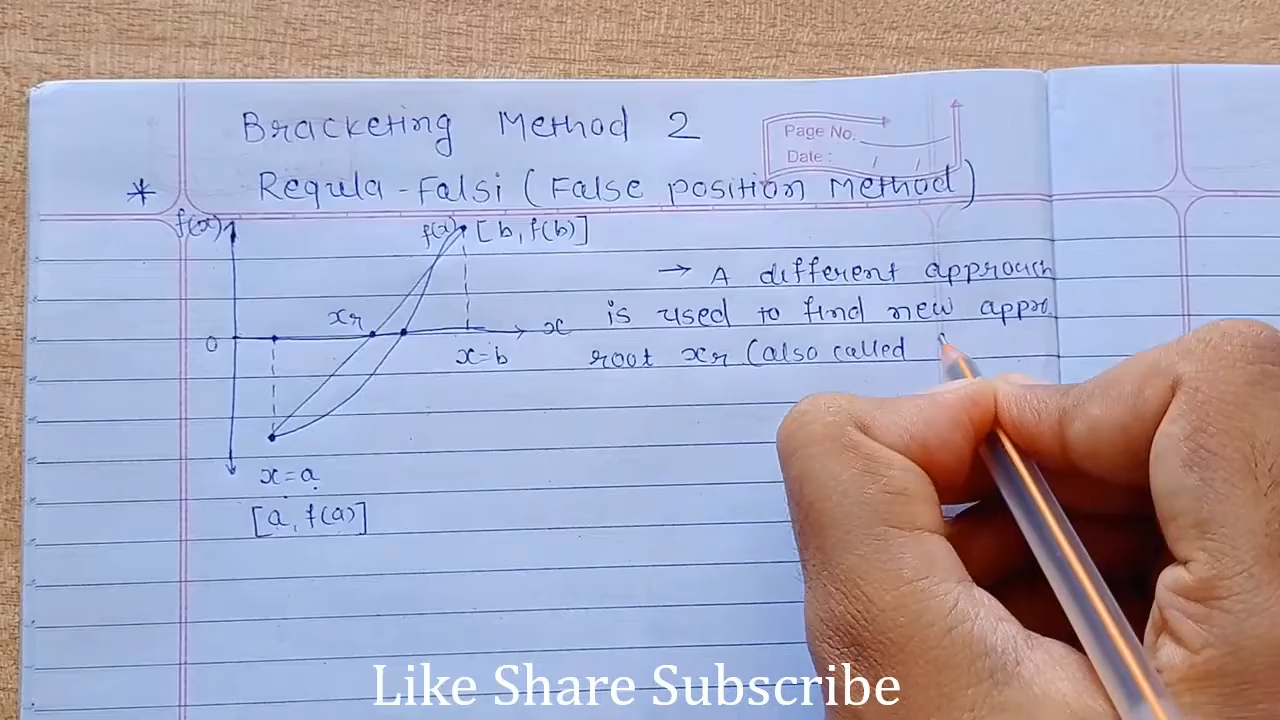 Bracketing Method 2
Page No.
Date :
* Regula-Falsi (False position Method)
f(x)
f(x) [b, f(b)]
→ A different approach
is used to find new appro.
root xr (also called
xr
x
0
x=b
x=a
[a, f(a)]
Like Share Subscribe